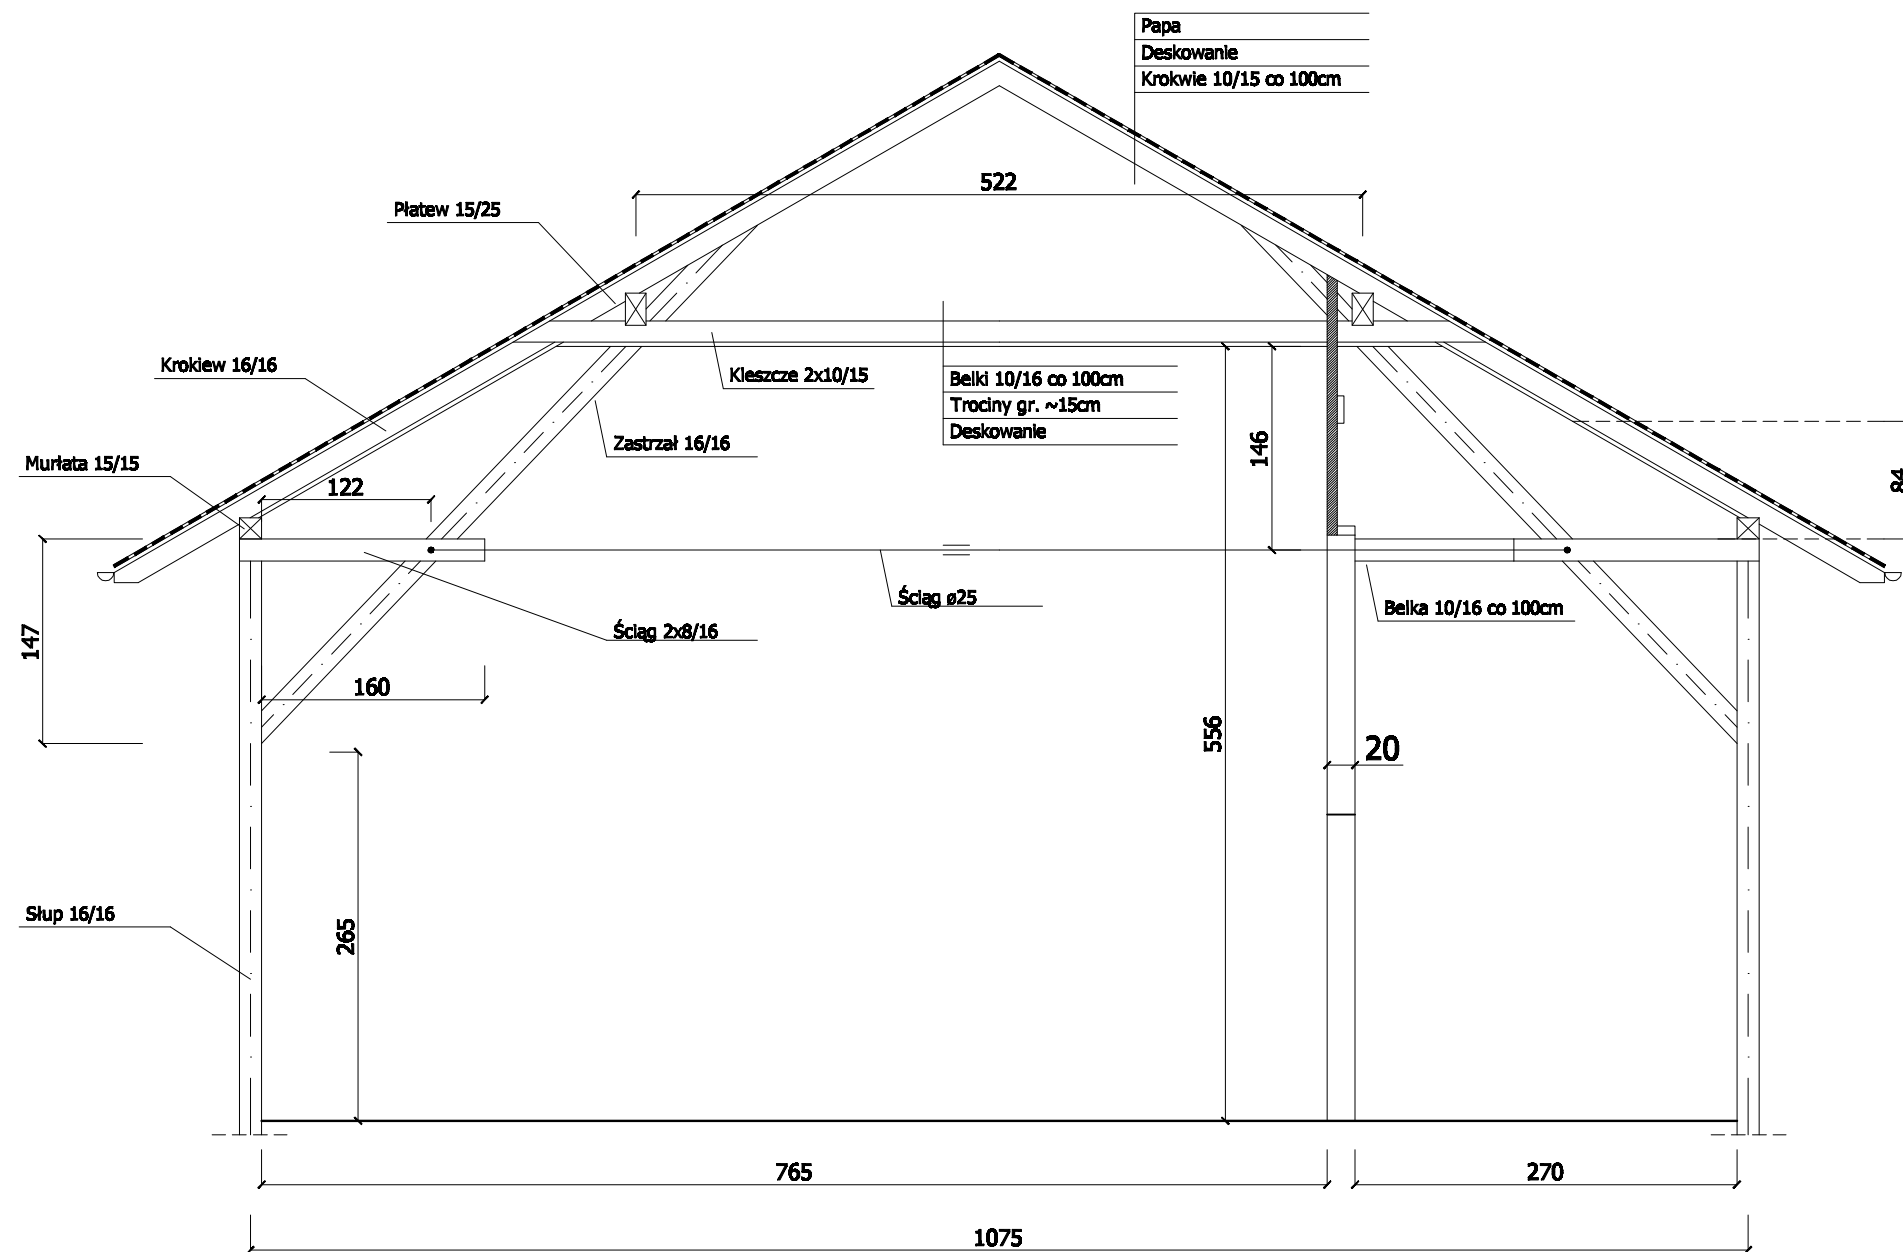 Papa
Deskowanie
Krokwie 10/15 co 100cm
522
Płatew 15/25
Krokiew 16/16
Kleszcze 2x10/15
Belki 10/16 co 100cm
Trociny gr. ~15cm
Deskowanie
Zastrzał 16/16
146
Murłata 15/15
122
84
Ściąg ø25
Belka 10/16 co 100cm
Ściąg 2x8/16
147
160
556
20
Słup 16/16
265
765
270
1075